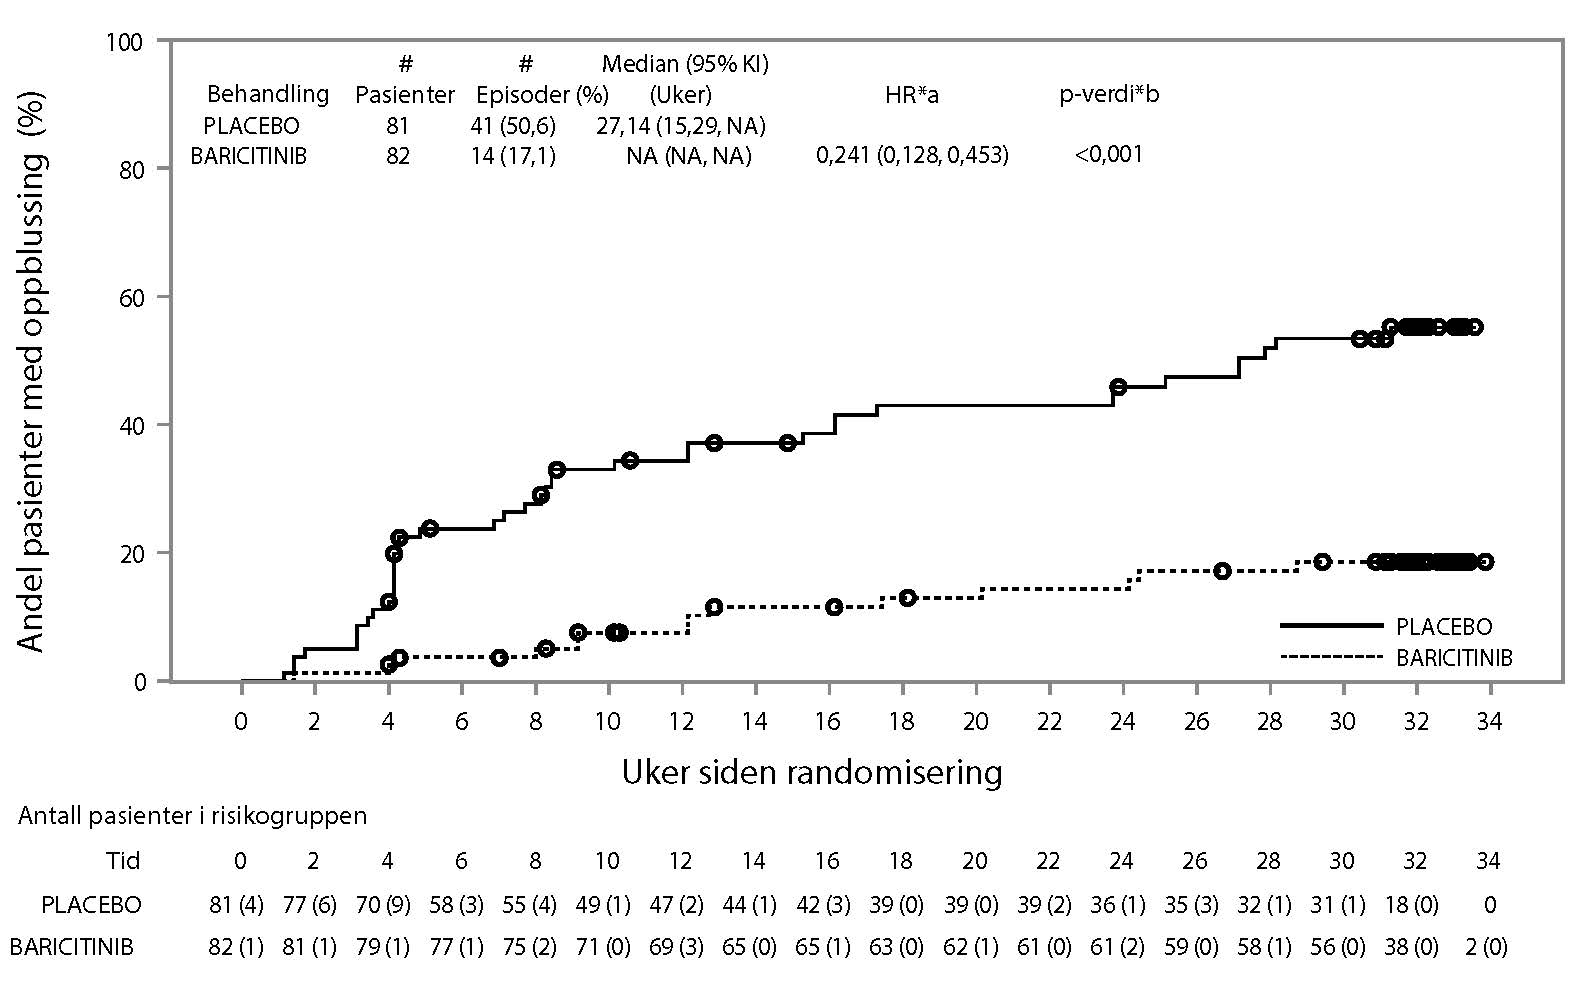 Andel pasienter med oppblussing (%)
100
80
60
40
20
0
# # Median (95% KI)
Behandling Pasienter Episoder (%) (Uker) HR*a p-verdi*b
PLACEBO 81 41 (50,6) 27,14 (15,29, NA)
BARICITINIB 82 14 (17,1) NA (NA, NA) 0,241 (0,128, 0,453) <0,001
PLACEBO
BARICITINIB
0 2 4 6 8 10 12 14 16 18 20 22 24 26 28 30 32 34
Uker siden randomisering
Antall pasienter i risikogruppen
Tid 0 2 4 6 8 10 12 14 16 18 20 22 24 26 28 30 32 34
PLACEBO 81 (4) 77 (6) 70 (9) 58 (3) 55 (4) 49 (1) 47 (2) 44 (1) 42 (3) 39 (0) 39 (0) 39 (2) 36 (1) 35 (3) 32 (1) 31 (1) 18 (0) 0
BARICITINIB 82 (1) 81 (1) 79 (1) 77 (1) 75 (2) 71 (0) 69 (3) 65 (0) 65 (1) 63 (0) 62 (1) 61 (0) 61 (2) 59 (0) 58 (1) 56 (0) 38 (0) 2 (0)